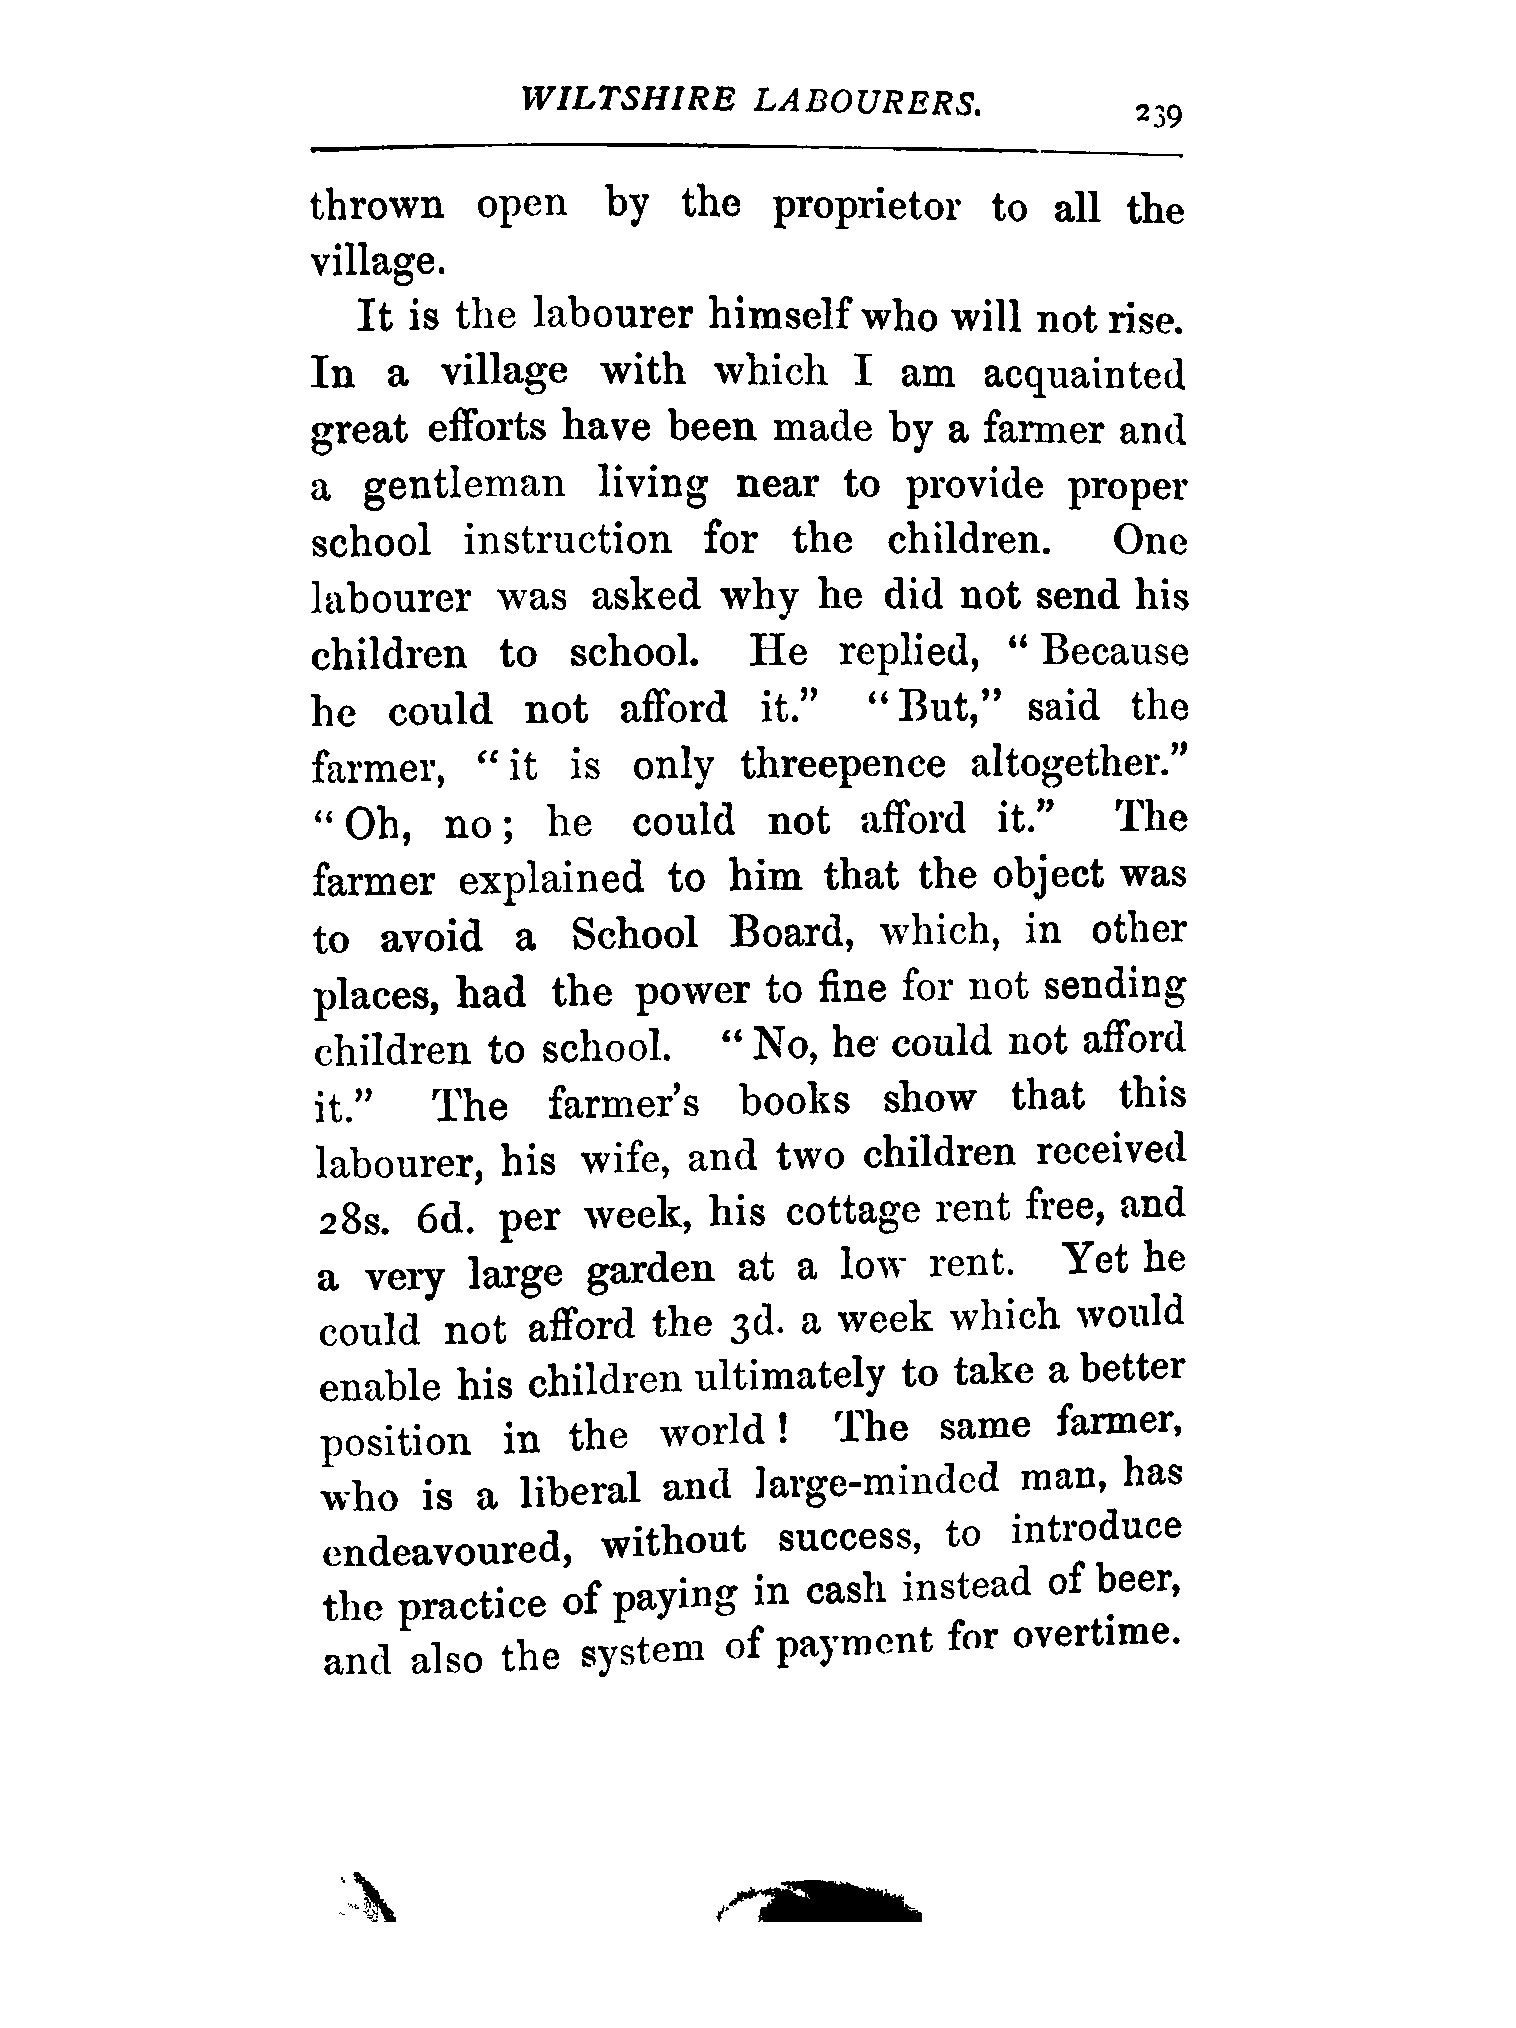 WILTSHIRE LABOURERS. 239
thrown open by the proprietor to all the
village.
It is the labourer himself who will not rise.
In a village with which I am acquainted
great efforts have been made by a farmer and
a gentleman living near to provide proper
school instruction for the children. One
labourer was asked why he did not send his
children to school. He replied, “Because
he could not afford it.” “But,” said the
farmer, “it is only threepence altogether.”
“Oh, no; he could not afford it.” The
farmer explained to him that the object was
to avoid a School Board, which, in other
places, had the power to fine for not sending
children to school. “No, he could not afford
it.” The farmer’s books show that this
labourer, his wife, and two children received
28s. 6d. per week, his cottage rent free, and
a very large garden at a low rent. Yet he
could not afford the 3d. a week which would
enable his children ultimately to take a better
position in the world! The same farmer,
who is a liberal and large-minded man, has
endeavoured, without success, to introduce
the practice of paying in cash instead of beer,
and also the system of payment for overtime.